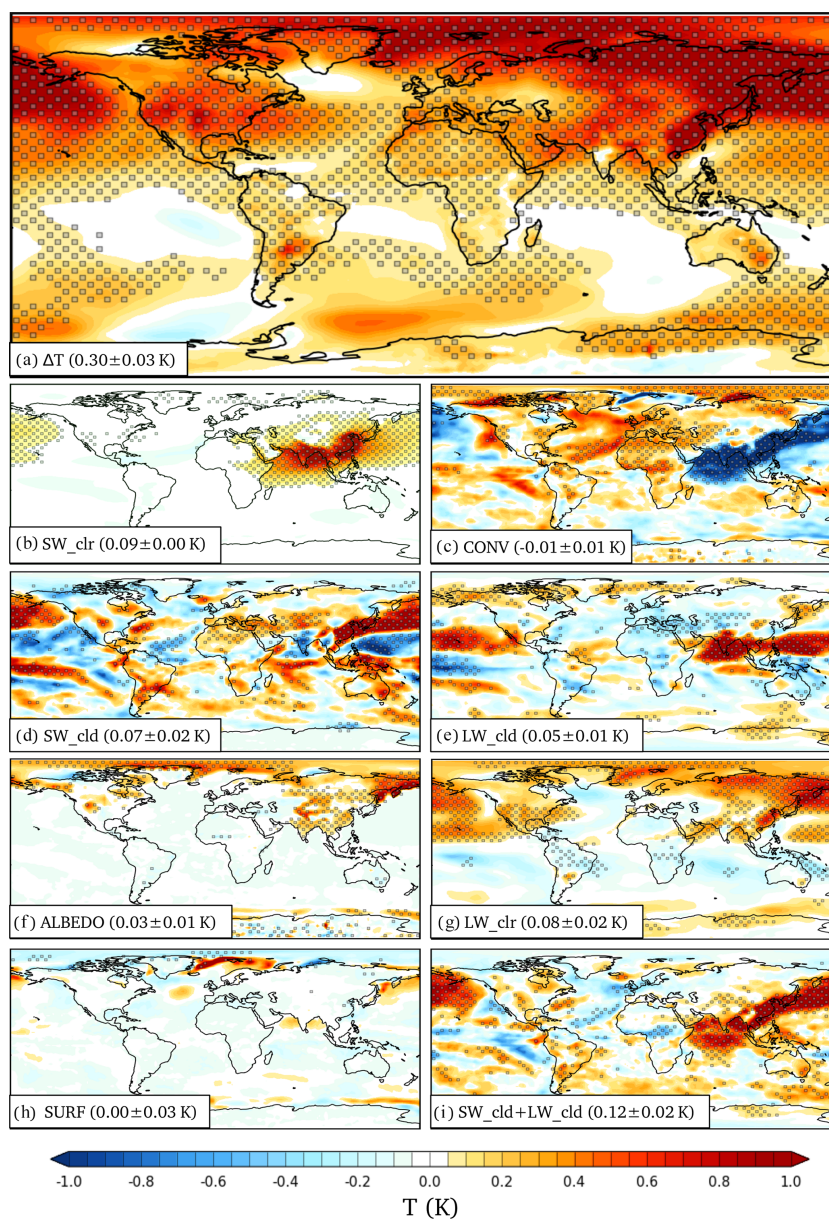 (a) ΔT (0.30±0.03 K)
(b) SW_clr (0.09±0.00 K)
(c) CONV (-0.01±0.01 K)
(d) SW_cld (0.07±0.02 K)
(e) LW_cld (0.05±0.01 K)
(f) ALBEDO (0.03±0.01 K)
(g) LW_clr (0.08±0.02 K)
(h) SURF (0.00±0.03 K)
(i) SW_cld+LW_cld (0.12±0.02 K)
-1.0 -0.8 -0.6 -0.4 -0.2 0.0 0.2 0.4 0.6 0.8 1.0
T (K)